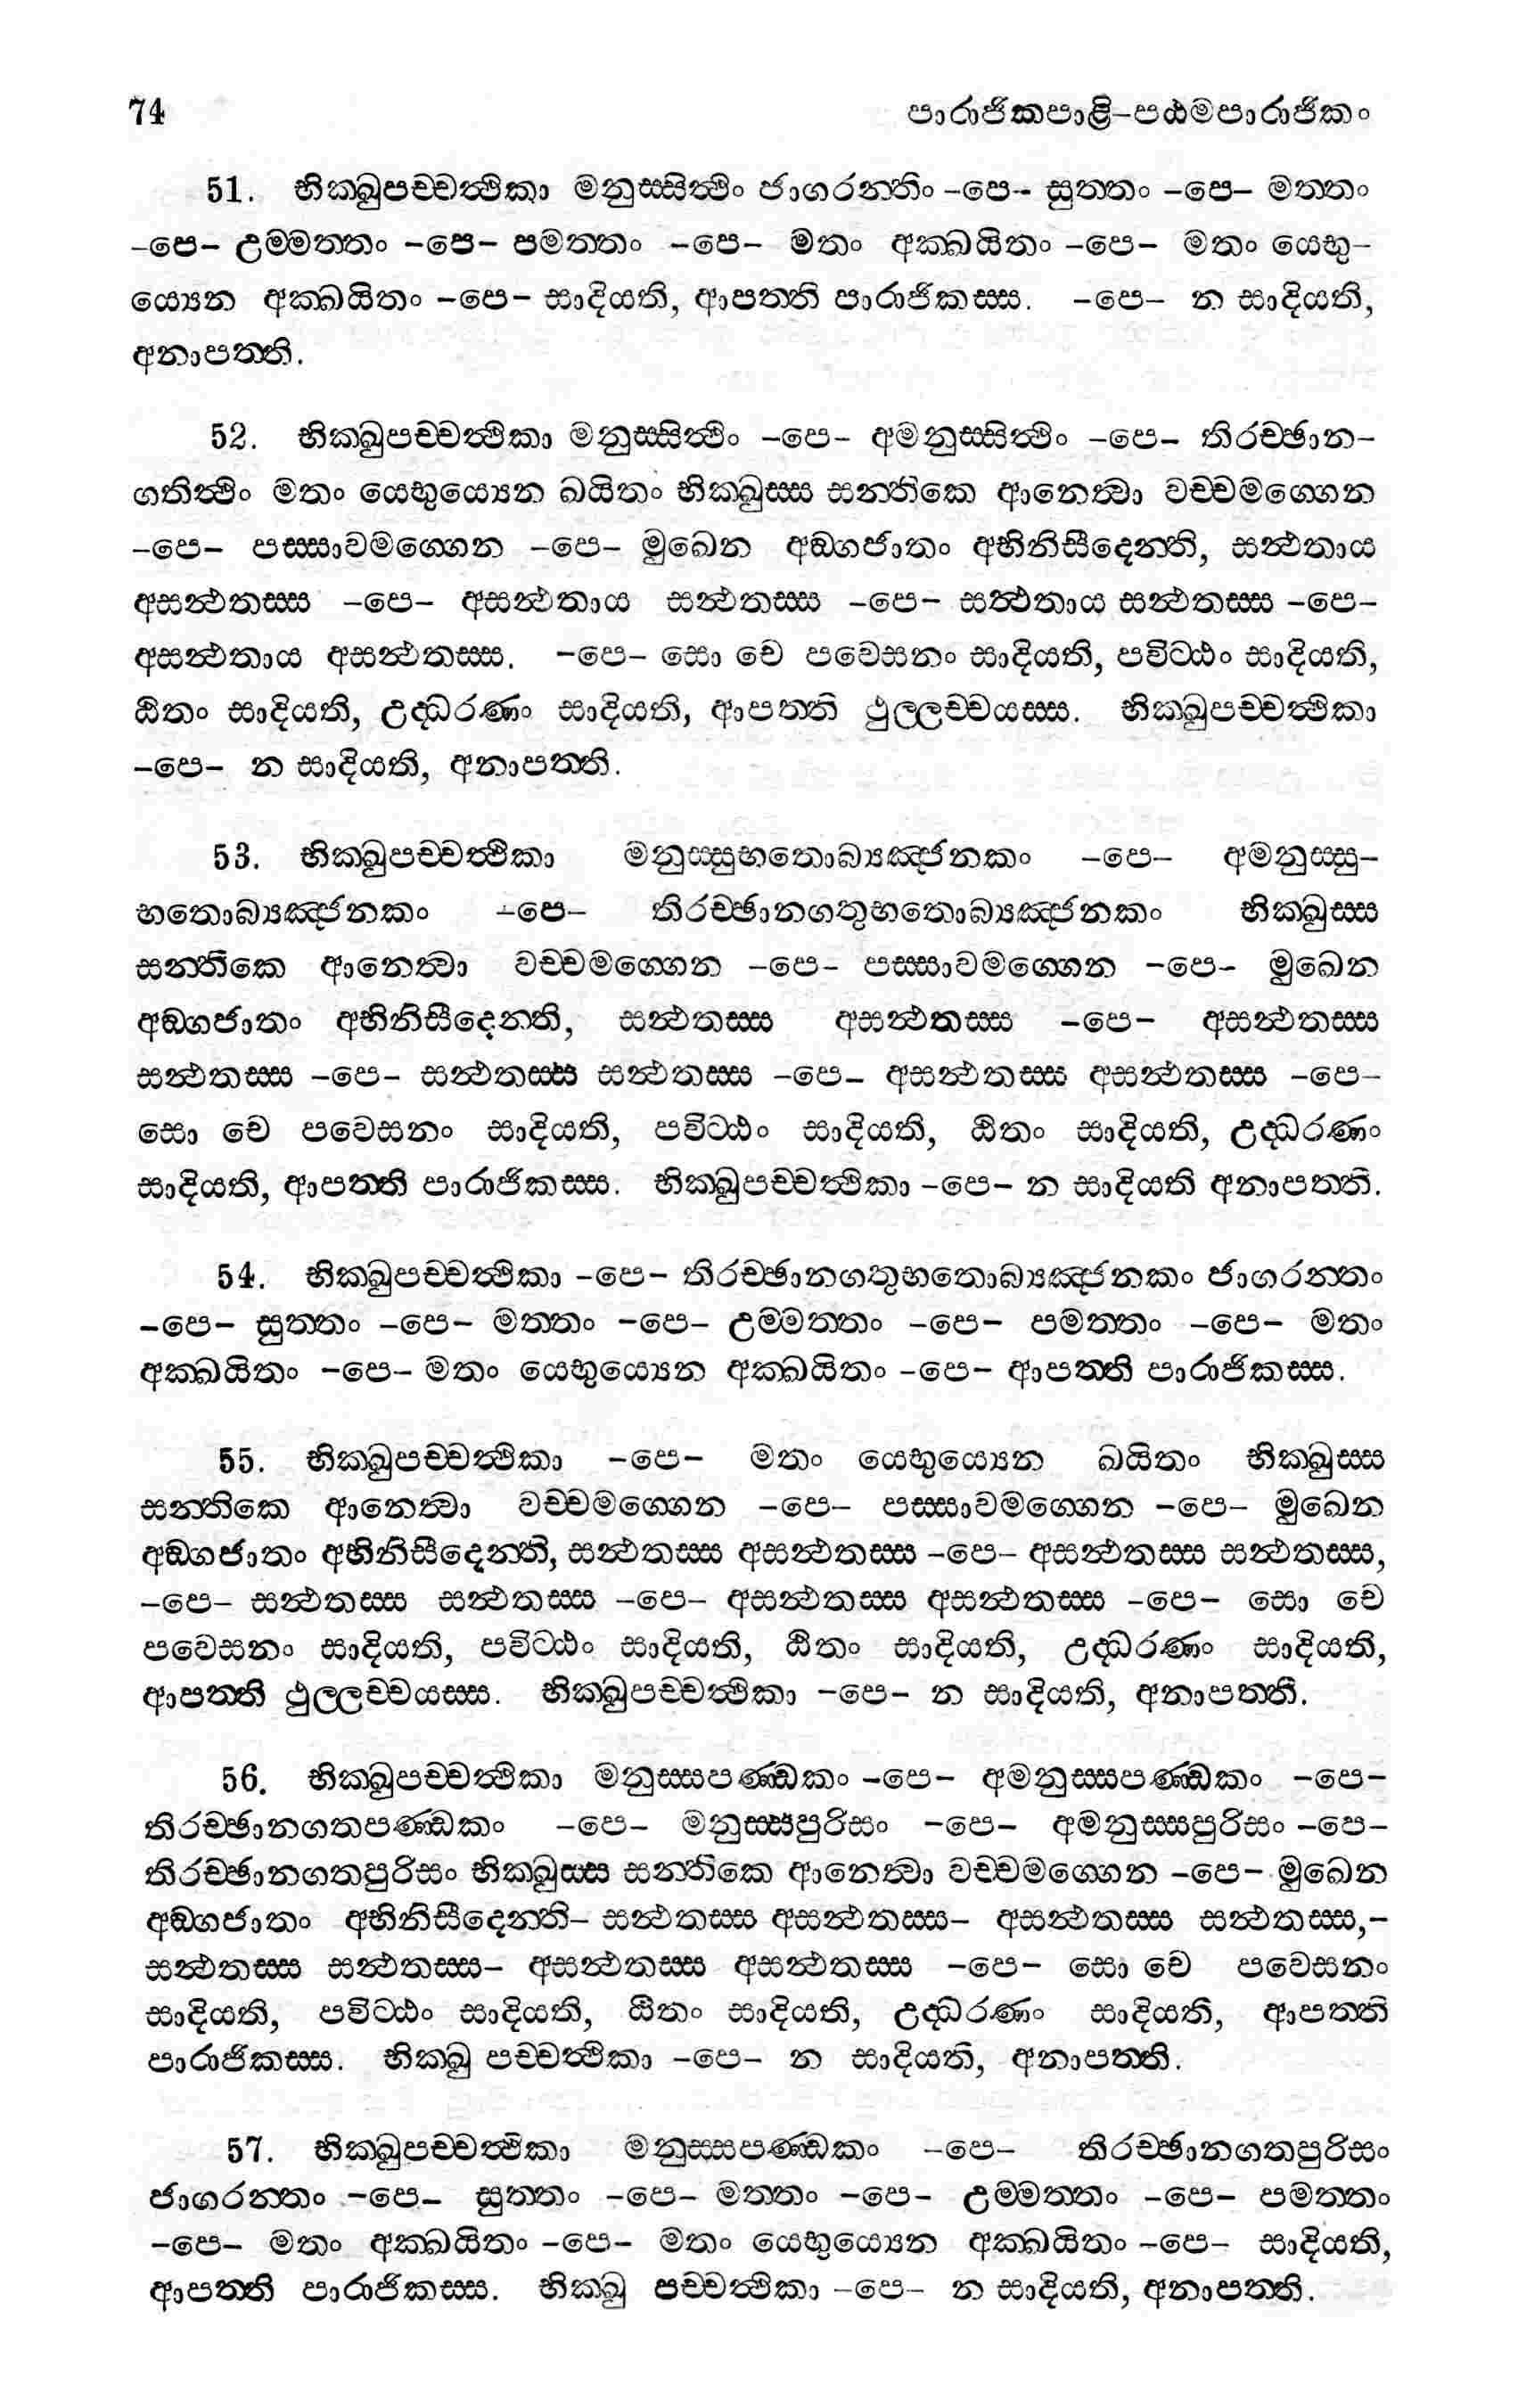 74 පාරාජිකපාළි–පඨමපාරාජිකං
51. භික්ඛුපච්චත්ථිකා මනුස්සිත්ථිං ජාගරන්තිං –පෙ– සුත්තං –පෙ– මත්තං
–පෙ– උම්මත්තං –පෙ– පමත්තං –පෙ– මතං අක්ඛයිතං –පෙ– මතං යෙභු–
ය්‍යෙන අක්ඛයිතං –පෙ– සාදියති, ආපත්ති පාරාජිකස්ස. –පෙ– න සාදියති,
අනාපත්ති.
52. භික්ඛුපච්චත්ථිකා මනුස්සිත්ථිං –පෙ– අමනුස්සිත්ථිං –පෙ– තිරච්ඡාන–
ගතිත්ථිං මතං යෙභුය්‍යෙන ඛයිතං භික්ඛුස්ස සන්තිකෙ ආනෙත්වා වච්චමග්ගෙන
–පෙ– පස්සාවමග්ගෙන –පෙ– මුඛෙන අඞ්ගජාතං අභිනිසීදෙන්ති, සන්ථතාය
අසන්ථතස්ස –පෙ– අසන්ථතාය සන්ථතස්ස –පෙ– සන්ථතාය සන්ථතස්ස –පෙ–
අසන්ථතාය අසන්ථතස්ස. –පෙ– සො චෙ පවෙසනං සාදියති, පවිට්ඨං සාදියති,
ඨිතං සාදියති, උද්ධරණං සාදියති, ආපත්ති ථුල්ලච්චයස්ස. භික්ඛුපච්චත්ථිකා
–පෙ– න සාදියති, අනාපත්ති.
53. භික්ඛුපච්චත්ථිකා මනුස්සුභතොබ්‍යඤ්ජනකං –පෙ– අමනුස්සු–
භතොබ්‍යඤ්ජනකං –පෙ– තිරච්ඡානගතුභතොබ්‍යඤ්ජනකං භික්ඛුස්ස
සන්තිකෙ ආනෙත්වා වච්චමග්ගෙන –පෙ– පස්සාවමග්ගෙන –පෙ– මුඛෙන
අඞ්ගජාතං අභිනිසීදෙන්ති, සන්ථතස්ස අසන්ථතස්ස –පෙ– අසන්ථතස්ස
සන්ථතස්ස –පෙ– සන්ථතස්ස සන්ථතස්ස –පෙ– අසන්ථතස්ස අසන්ථතස්ස –පෙ–
සො චෙ පවෙසනං සාදියති, පවිට්ඨං සාදියති, ඨිතං සාදියති, උද්ධරණං
සාදියති, ආපත්ති පාරාජිකස්ස. භික්ඛුපච්චත්ථිකා –පෙ– න සාදියති අනාපත්ති.
54. භික්ඛුපච්චත්ථිකා –පෙ– තිරච්ඡානගතුභතොබ්‍යඤ්ජනකං ජාගරන්තං
–පෙ– සුත්තං –පෙ– මත්තං –පෙ– උම්මත්තං –පෙ– පමත්තං –පෙ– මතං
අක්ඛයිතං –පෙ– මතං යෙභුය්‍යෙන අක්ඛයිතං –පෙ– ආපත්ති පාරාජිකස්ස.
55. භික්ඛුපච්චත්ථිකා –පෙ– මතං යෙභුය්‍යෙන ඛයිතං භික්ඛුස්ස
සන්තිකෙ ආනෙත්වා වච්චමග්ගෙන –පෙ– පස්සාවමග්ගෙන –පෙ– මුඛෙන
අඞ්ගජාතං අභිනිසීදෙන්ති, සන්ථතස්ස අසන්ථතස්ස –පෙ– අසන්ථතස්ස සන්ථතස්ස,
–පෙ– සන්ථතස්ස සන්ථතස්ස –පෙ– අසන්ථතස්ස අසන්ථතස්ස –පෙ– සො චෙ
පවෙසනං සාදියති, පවිට්ඨං සාදියති, ඨිතං සාදියති, උද්ධරණං සාදියති,
ආපත්ති ථුල්ලච්චයස්ස. භික්ඛුපච්චත්ථිකා –පෙ– න සාදියති, අනාපත්තී.
56. භික්ඛුපච්චත්ථිකා මනුස්සපණ්ඩකං –පෙ– අමනුස්සපණ්ඩකං –පෙ–
තිරච්ඡානගතපණ්ඩකං –පෙ– මනුස්සපුරිසං –පෙ– අමනුස්සපුරිසං –පෙ–
තිරච්ඡානගතපුරිසං භික්ඛුස්ස සන්තිකෙ ආනෙත්වා වච්චමග්ගෙන –පෙ– මුඛෙන
අඞ්ගජාතං අභිනිසීදෙන්ති– සන්ථතස්ස අසන්ථතස්ස– අසන්ථතස්ස සන්ථතස්ස,–
සන්ථතස්ස සන්ථතස්ස– අසන්ථතස්ස අසන්ථතස්ස –පෙ– සො චෙ පවෙසනං
සාදියති, පවිට්ඨං සාදියති, ඨිතං සාදියති, උද්ධරණං සාදියති, ආපත්ති
පාරාජිකස්ස. භික්ඛු පච්චත්ථිකා –පෙ– න සාදියති, අනාපත්ති.
57. භික්ඛුපච්චත්ථිකා මනුස්සපණ්ඩකං –පෙ– තිරච්ඡානගතපුරිසං
ජාගරන්තං –පෙ– සුත්තං –පෙ– මත්තං –පෙ– උම්මත්තං –පෙ– පමත්තං
–පෙ– මතං අක්ඛයිතං –පෙ– මතං යෙභුය්‍යෙන අක්ඛයිතං –පෙ– සාදියති,
ආපත්ති පාරාජිකස්ස. භික්ඛු පච්චත්ථිකා –පෙ– න සාදියති, අනාපත්ති.